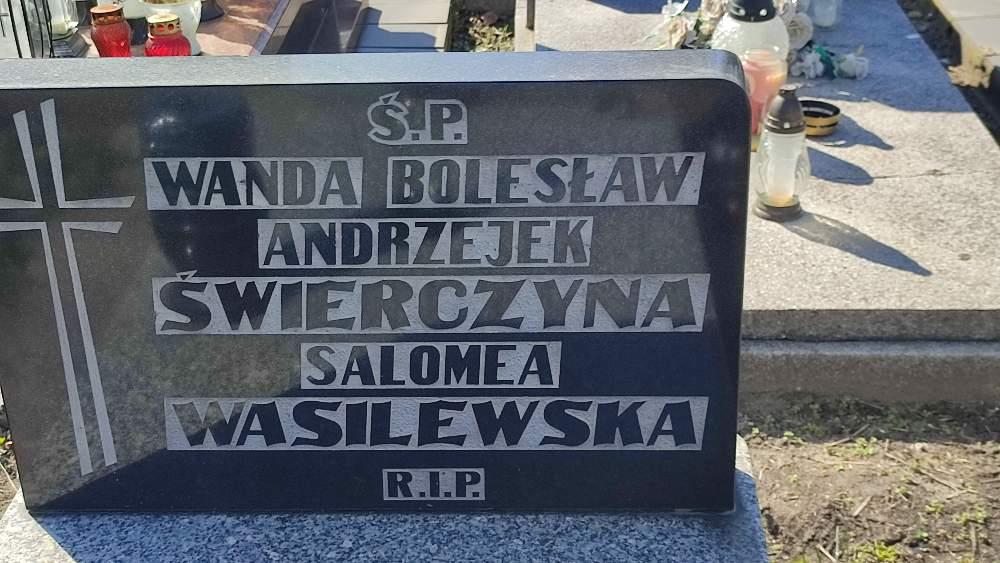 Ś.P.
WANDA BOLESŁAW
ANDRZEJEK
ŚWIERCZYNA
SALOMEA
WASILEWSKA
R.I.P.